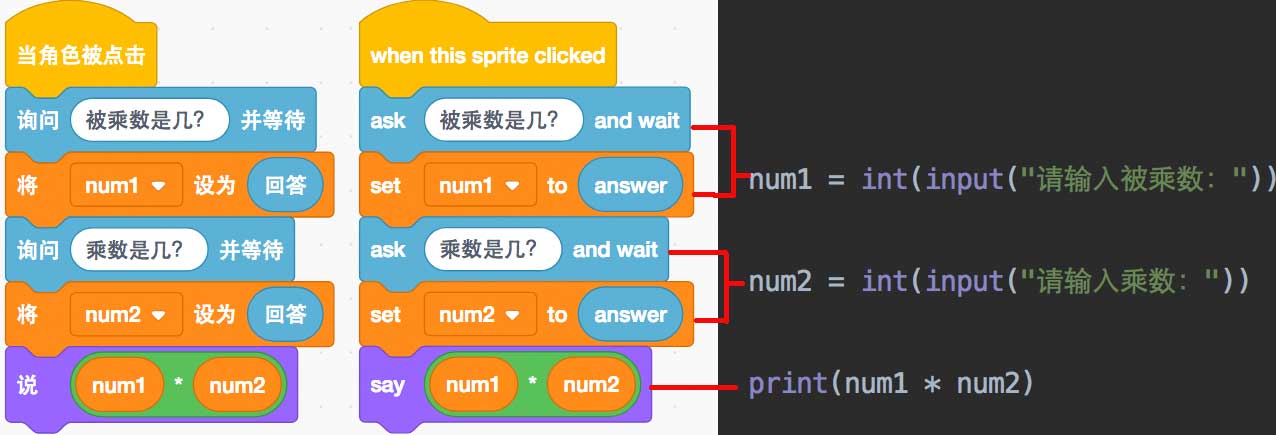 当角色被点击
询问 被乘数是几? 并等待
将 num1 设为 回答
询问 乘数是几? 并等待
将 num2 设为 回答
说 num1 * num2
when this sprite clicked
ask 被乘数是几? and wait
set num1 to answer
ask 乘数是几? and wait
set num2 to answer
say num1 * num2
num1 = int(input("请输入被乘数："))
num2 = int(input("请输入乘数："))
print(num1 * num2)